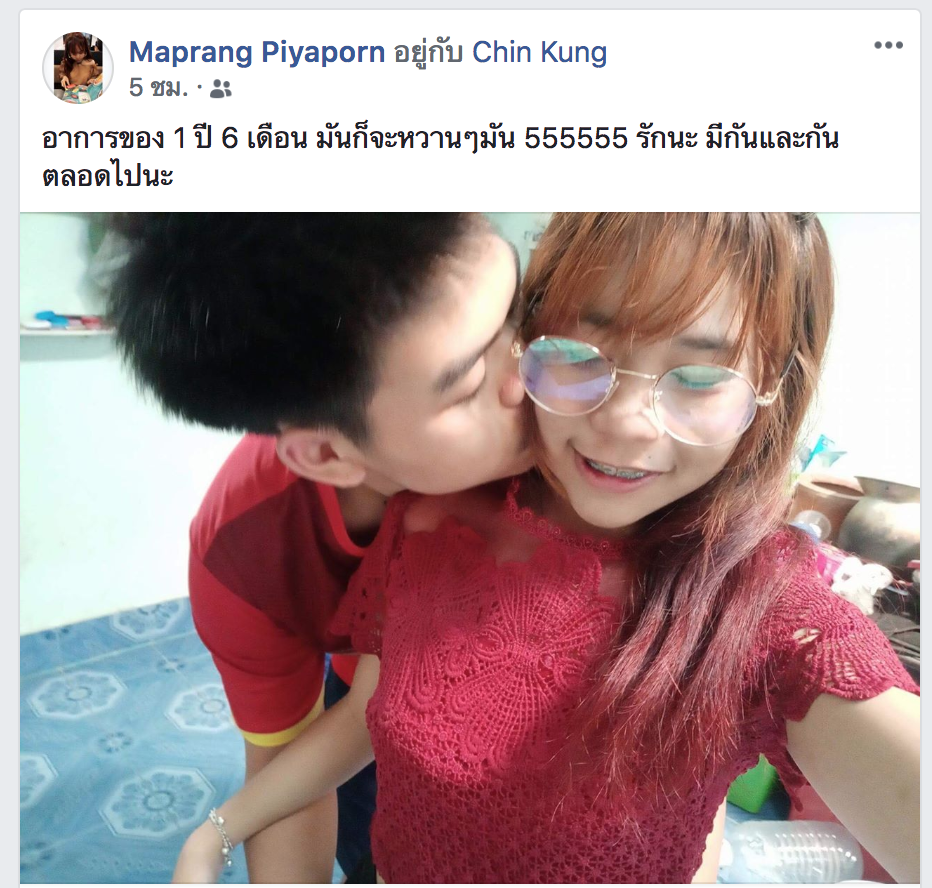 Maprang Piyaporn อยู่กับ Chin Kung
5 ชม. ·
อาการของ 1 ปี 6 เดือน มันก็จะหวานๆมัน 555555 รักนะ มีกันและกัน
ตลอดไปนะ